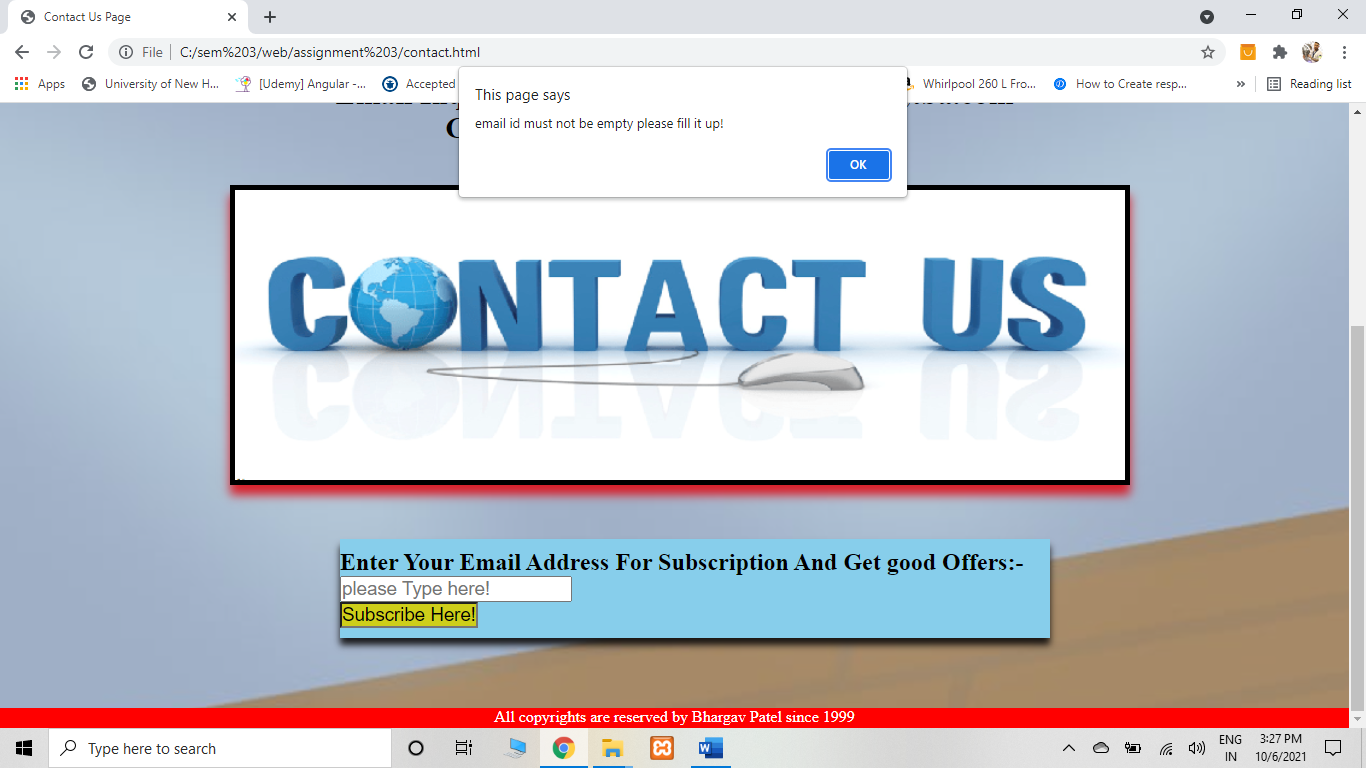 Contact Us Page
File
C:/sem%203/web/assignment%203/contact.html
Apps
University of New H...
[Udemy] Angular -...
Accepted
Whirlpool 260 L Fro...
How to Create resp...
»
Reading list
This page says
email id must not be empty please fill it up!
OK
CONTACT US
Enter Your Email Address For Subscription And Get good Offers:-
please Type here!
Subscribe Here!
All copyrights are reserved by Bhargav Patel since 1999
Type here to search
ENG
IN
3:27 PM
10/6/2021